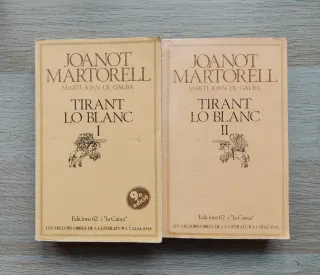 JOANOT
MARTORELL
MARTÍ JOAN DE GALBA
TIRANT
LO BLANC
I
9a edició
Edicions 62 i "la Caixa"
LES MILLORS OBRES DE LA LITERATURA CATALANA
JOANOT
MARTORELL
MARTÍ JOAN DE GALBA
TIRANT
LO BLANC
II
Edicions 62 i "la Caixa"
LES MILLORS OBRES DE LA LITERATURA CATALANA